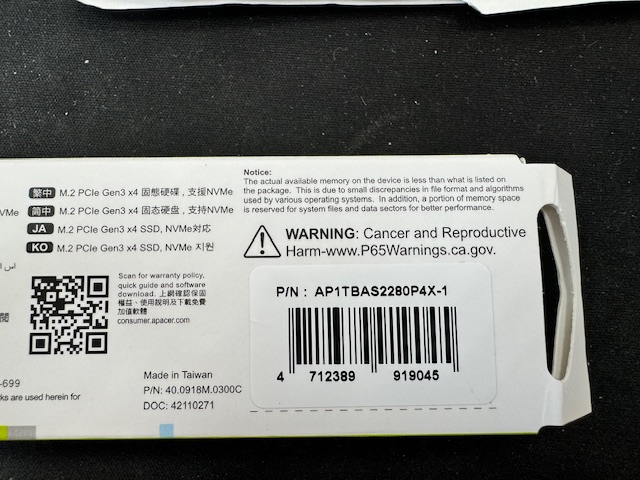 繁中 M.2 PCIe Gen3 x4 固態硬碟 , 支援NVMe
VMe 简中 M.2 PCIe Gen3 x4 固态硬盘 , 支持NVMe
JA M.2 PCIe Gen3 x4 SSD, NVMe対応
KO M.2 PCIe Gen3 x4 SSD, NVMe 지원
Scan for warranty policy,
quick guide and software
download. 上網確認保固
權益、使用說明及下載免費
加值軟體
consumer.apacer.com
-699
rks are used herein for
Made in Taiwan
P/N: 40.0918M.0300C
DOC: 42110271
Notice:
The actual available memory on the device is less than what is listed on
the package. This is due to small discrepancies in file format and algorithms
used by various operating systems. In addition, a portion of memory space
is reserved for system files and data sectors for better performance.
WARNING: Cancer and Reproductive
Harm-www.P65Warnings.ca.gov.
P/N : AP1TBAS2280P4X-1
4 712389 919045